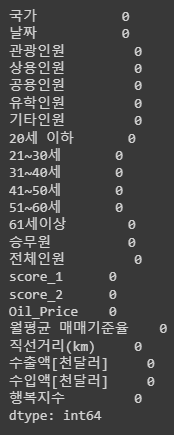 국가 0
날짜 0
관광인원 0
상용인원 0
공용인원 0
유학인원 0
기타인원 0
20세 이하 0
21~30세 0
31~40세 0
41~50세 0
51~60세 0
61세이상 0
승무원 0
전체인원 0
score_1 0
score_2 0
Oil_Price 0
월평균 매매기준율 0
직선거리(km) 0
수출액[천달러] 0
수입액[천달러] 0
행복지수 0
dtype: int64